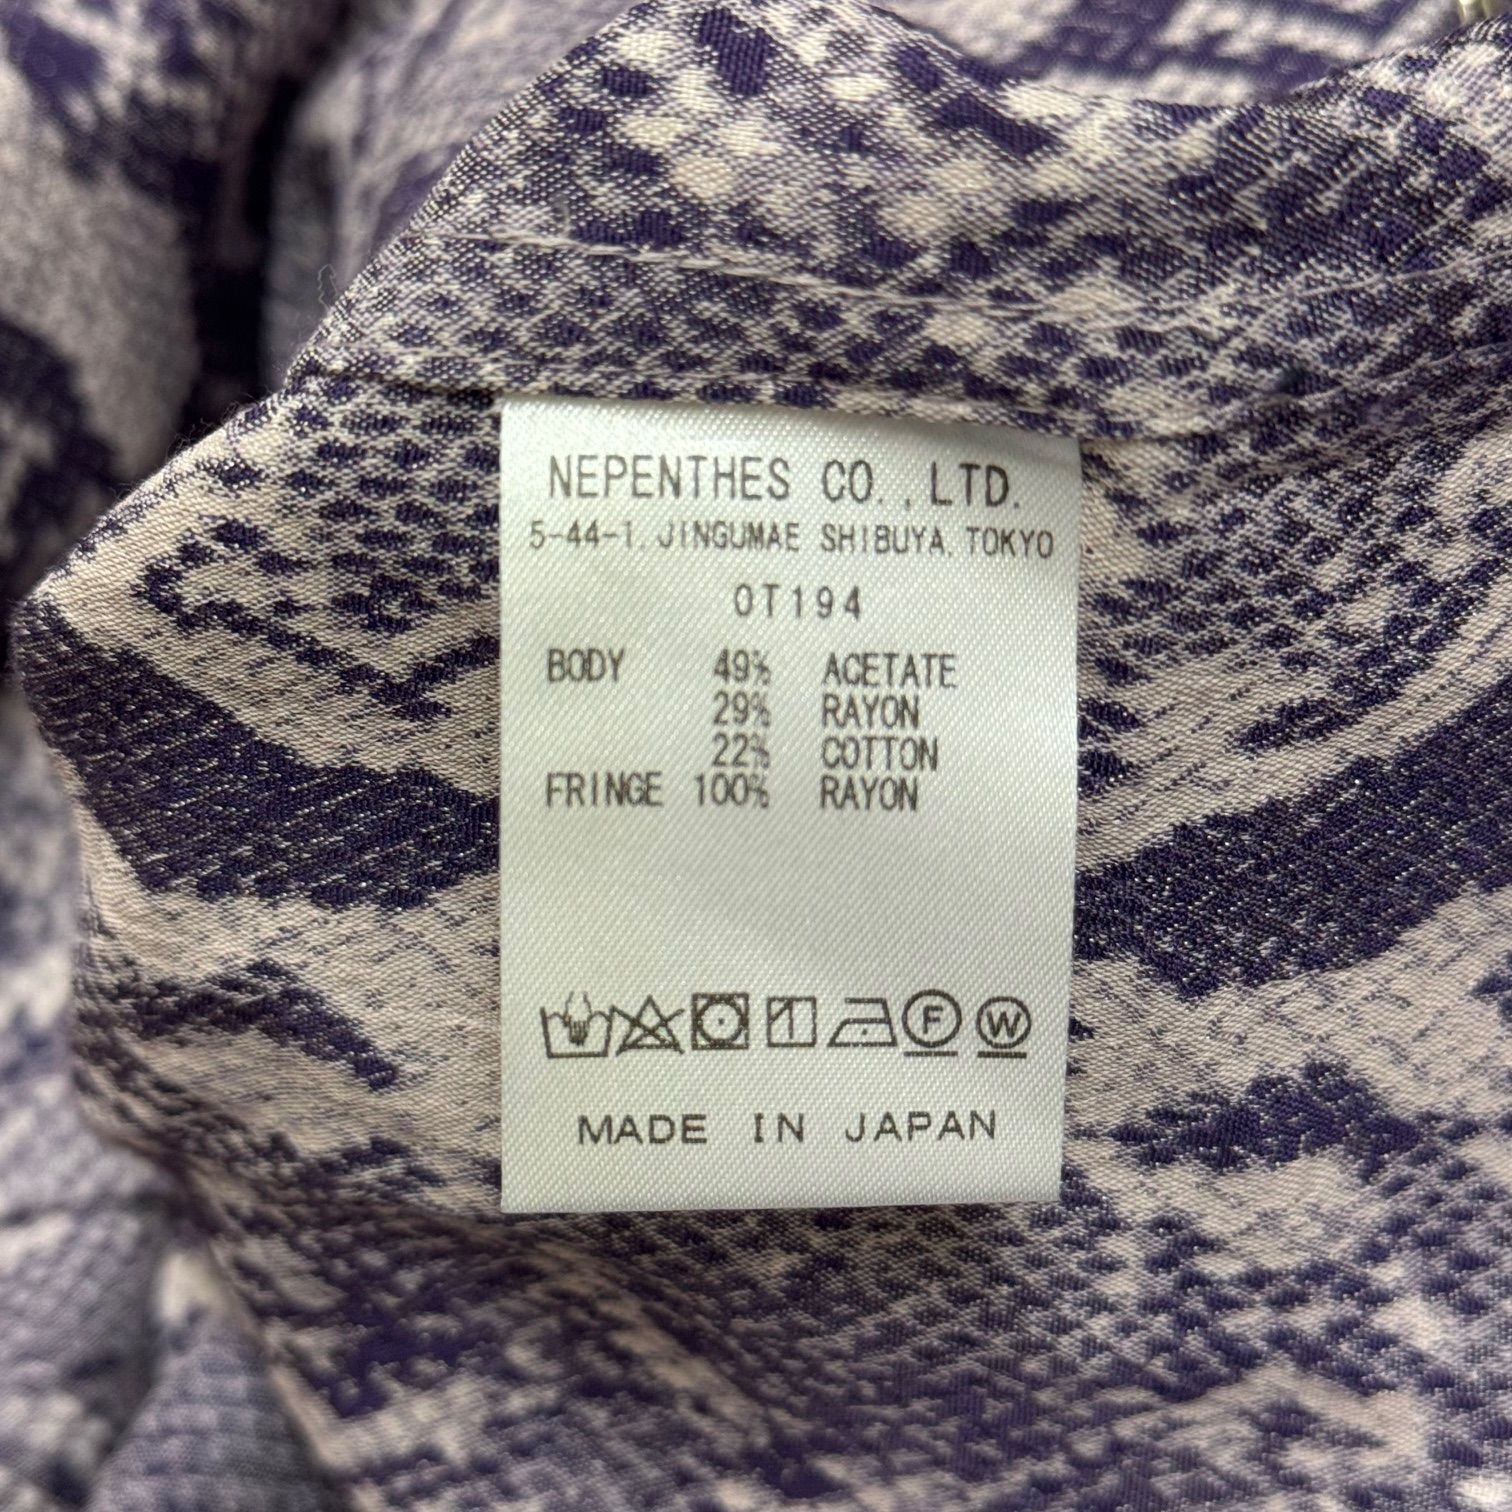 NEPENTHES CO.,LTD.
5-44-1, JINGUMAE SHIBUYA, TOKYO
OT194
BODY 49% ACETATE
29% RAYON
22% COTTON
FRINGE 100% RAYON
F W
MADE IN JAPAN